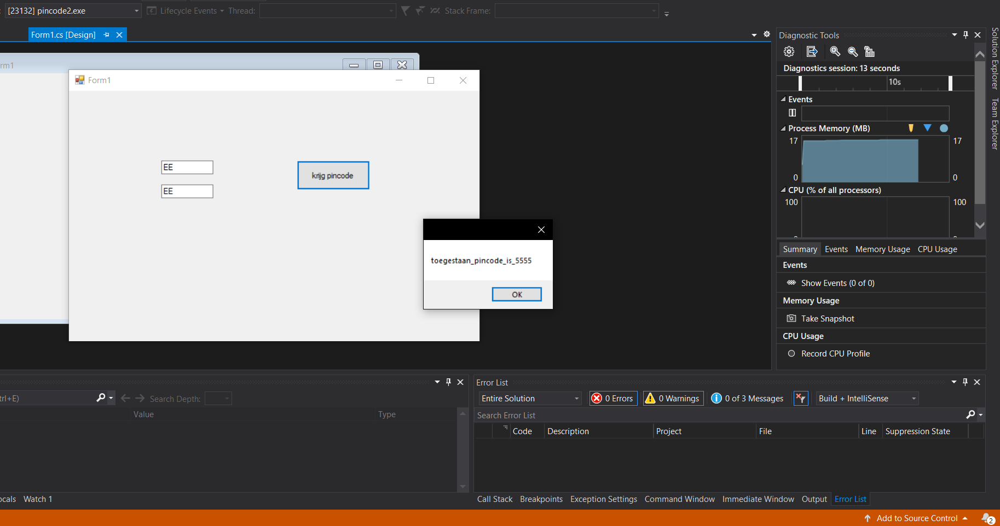 [23132] pincode2.exe Lifecycle Events Thread: Stack Frame:
Form1.cs [Design]
rm1
Form1
EE
EE
krijg pincode
toegestaan_pincode_is_5555
OK
Diagnostic Tools
Diagnostics session: 13 seconds
10s
Events
Process Memory (MB)
17 17
0 0
CPU (% of all processors)
100 100
Summary Events Memory Usage CPU Usage
Events
Show Events (0 of 0)
Memory Usage
Take Snapshot
CPU Usage
Record CPU Profile
Solution Explorer
Team Explorer
trl+E) Search Depth:
Value Type
ocals Watch 1
Error List
Entire Solution 0 Errors 0 Warnings 0 of 3 Messages Build + IntelliSense
Search Error List
Code Description Project File Line Suppression State
Call Stack Breakpoints Exception Settings Command Window Immediate Window Output Error List
Add to Source Control 2